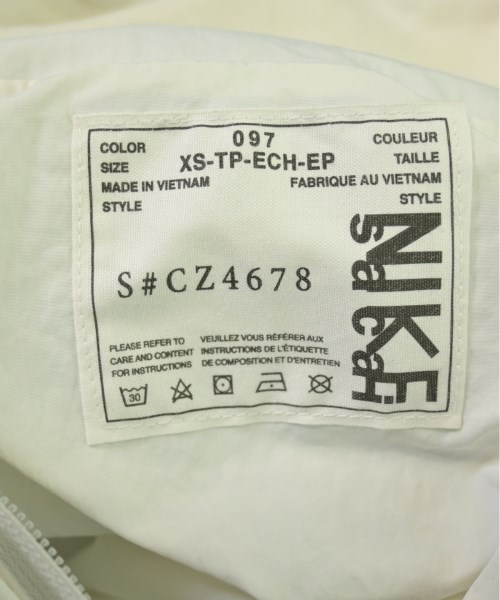 COLOR 097 COULEUR
SIZE XS-TP-ECH-EP TAILLE
MADE IN VIETNAM FABRIQUE AU VIETNAM
STYLE STYLE
S#CZ4678
NIKE
sacai
PLEASE REFER TO
CARE AND CONTENT
FOR INSTRUCTIONS
VEUILLEZ VOUS RÉFÉRER AUX
INSTRUCTIONS DE L'ÉTIQUETTE
DE COMPOSITION ET D'ENTRETIEN
30